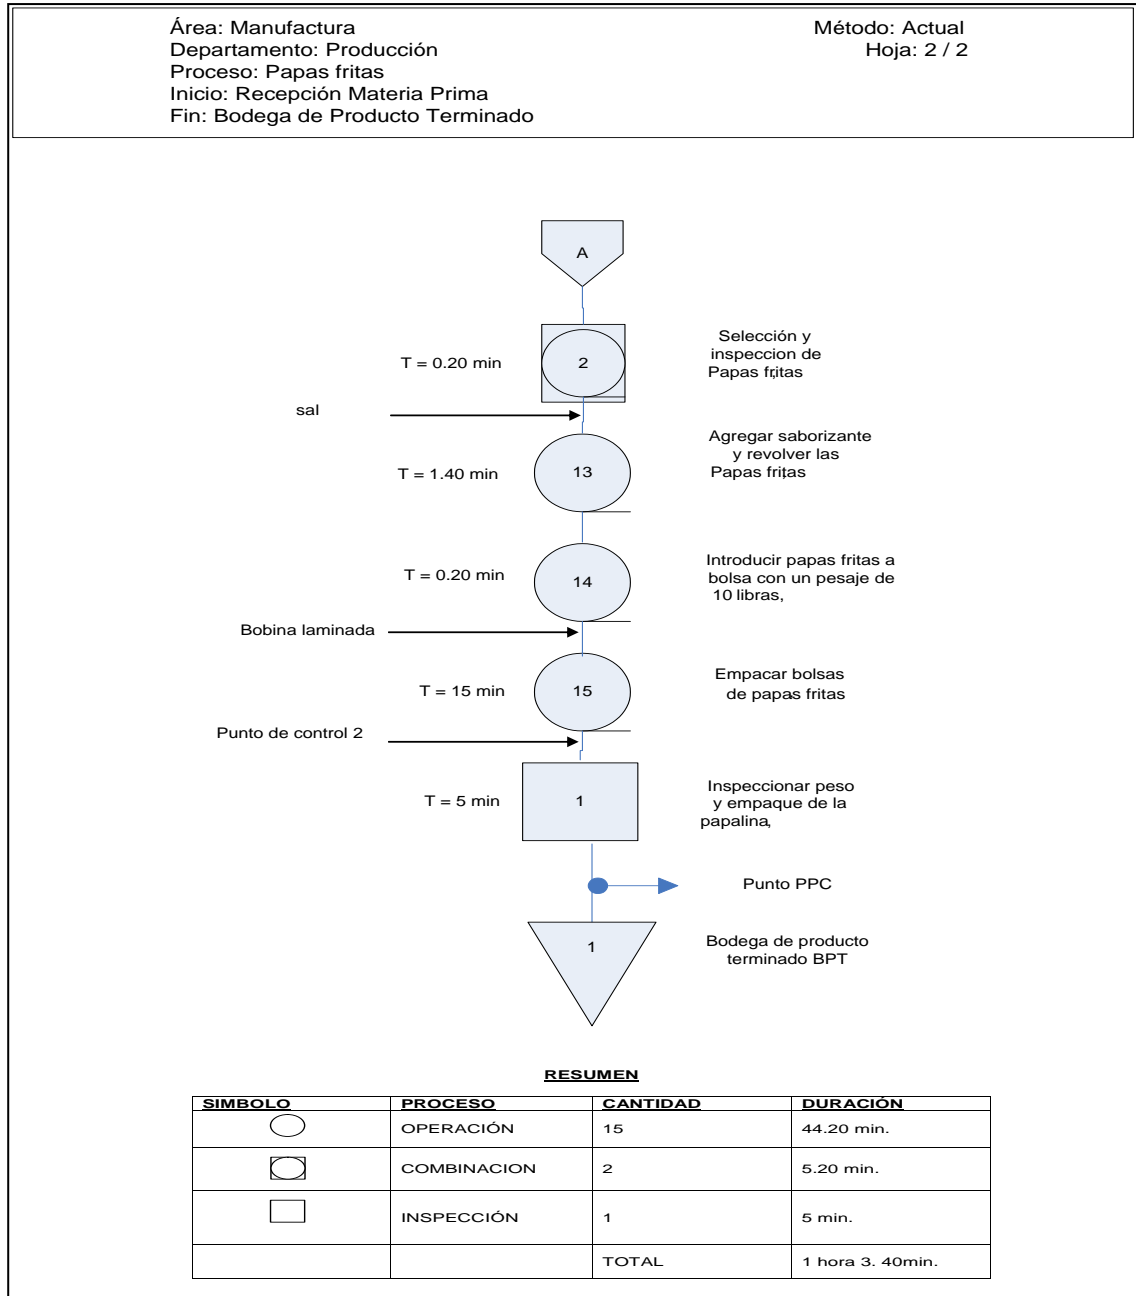 Área: Manufactura
Método: Actual
Departamento: Producción
Hoja: 2 / 2
Proceso: Papas fritas
Inicio: Recepción Materia Prima
Fin: Bodega de Producto Terminado
A
T = 0.20 min
2
Selección y
inspeccion de
Papas fritas,
sal
T = 1.40 min
13
Agregar saborizante
y revolver las
Papas fritas,
T = 0.20 min
14
Introducir papas fritas a
bolsa con un pesaje de
10 libras,
Bobina laminada
T = 15 min
15
Empacar bolsas
de papas fritas
Punto de control 2
T = 5 min
1
Inspeccionar peso
y empaque de la
papalina,
Punto PPC
1
Bodega de producto
terminado BPT
RESUMEN
SIMBOLO PROCESO CANTIDAD DURACIÓN
OPERACIÓN 15 44.20 min.
COMBINACION 2 5.20 min.
INSPECCIÓN 1 5 min.
TOTAL 1 hora 3. 40min.